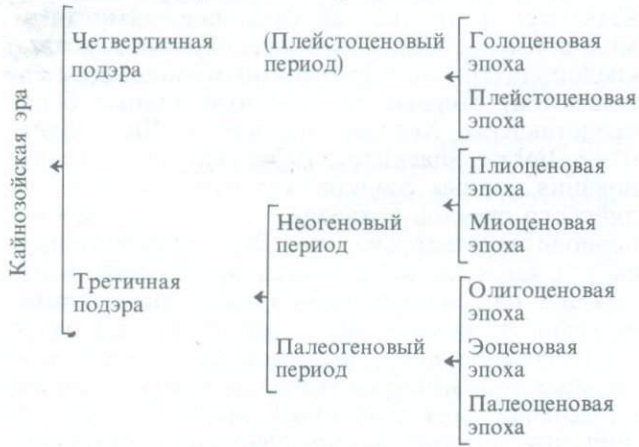 Кайнозойская эра
Четвертичная
подэра
(Плейстоценовый
период)
Голоценовая
эпоха
Плейстоценовая
эпоха
Плиоценовая
эпоха
Миоценовая
эпоха
Неогеновый
период
Третичная
подэра
Олигоценовая
эпоха
Эоценовая
эпоха
Палеоценовая
эпоха
Палеогеновый
период